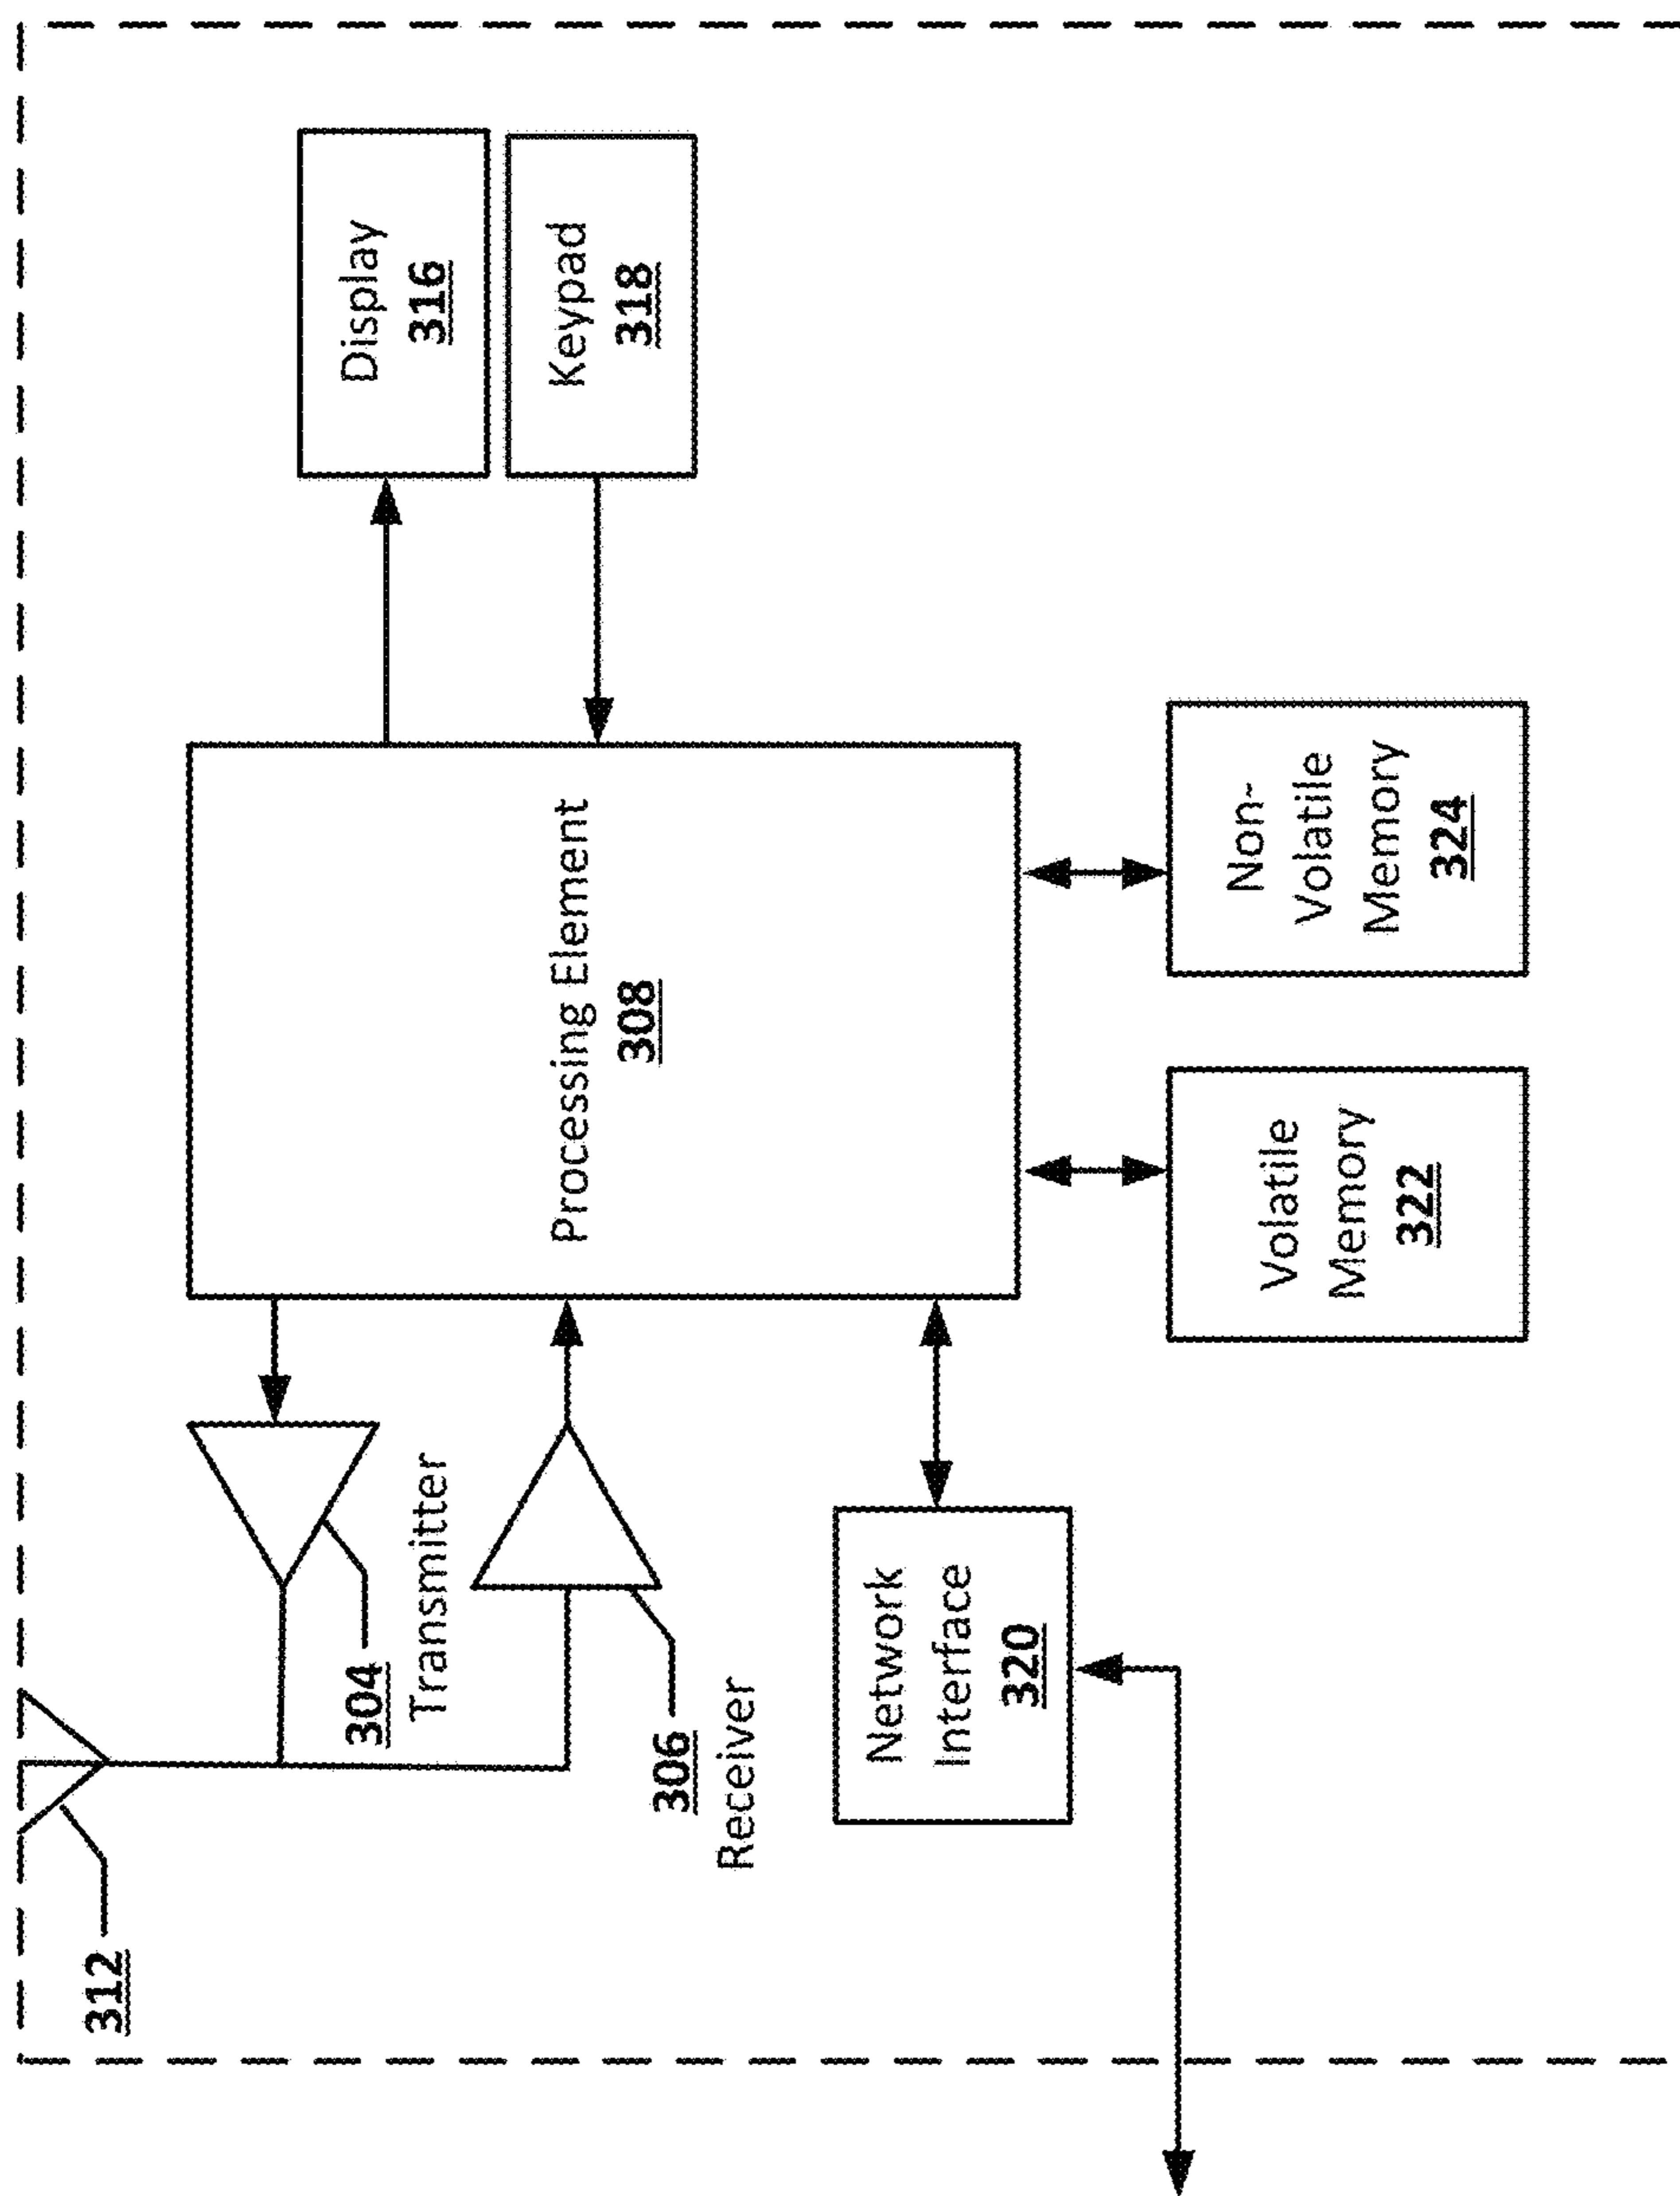 312
304
Transmitter
306
Receiver
Network
Interface
320
Processing Element
308
Display
316
Keypad
318
Volatile
Memory
322
Non-
Volatile
Memory
324